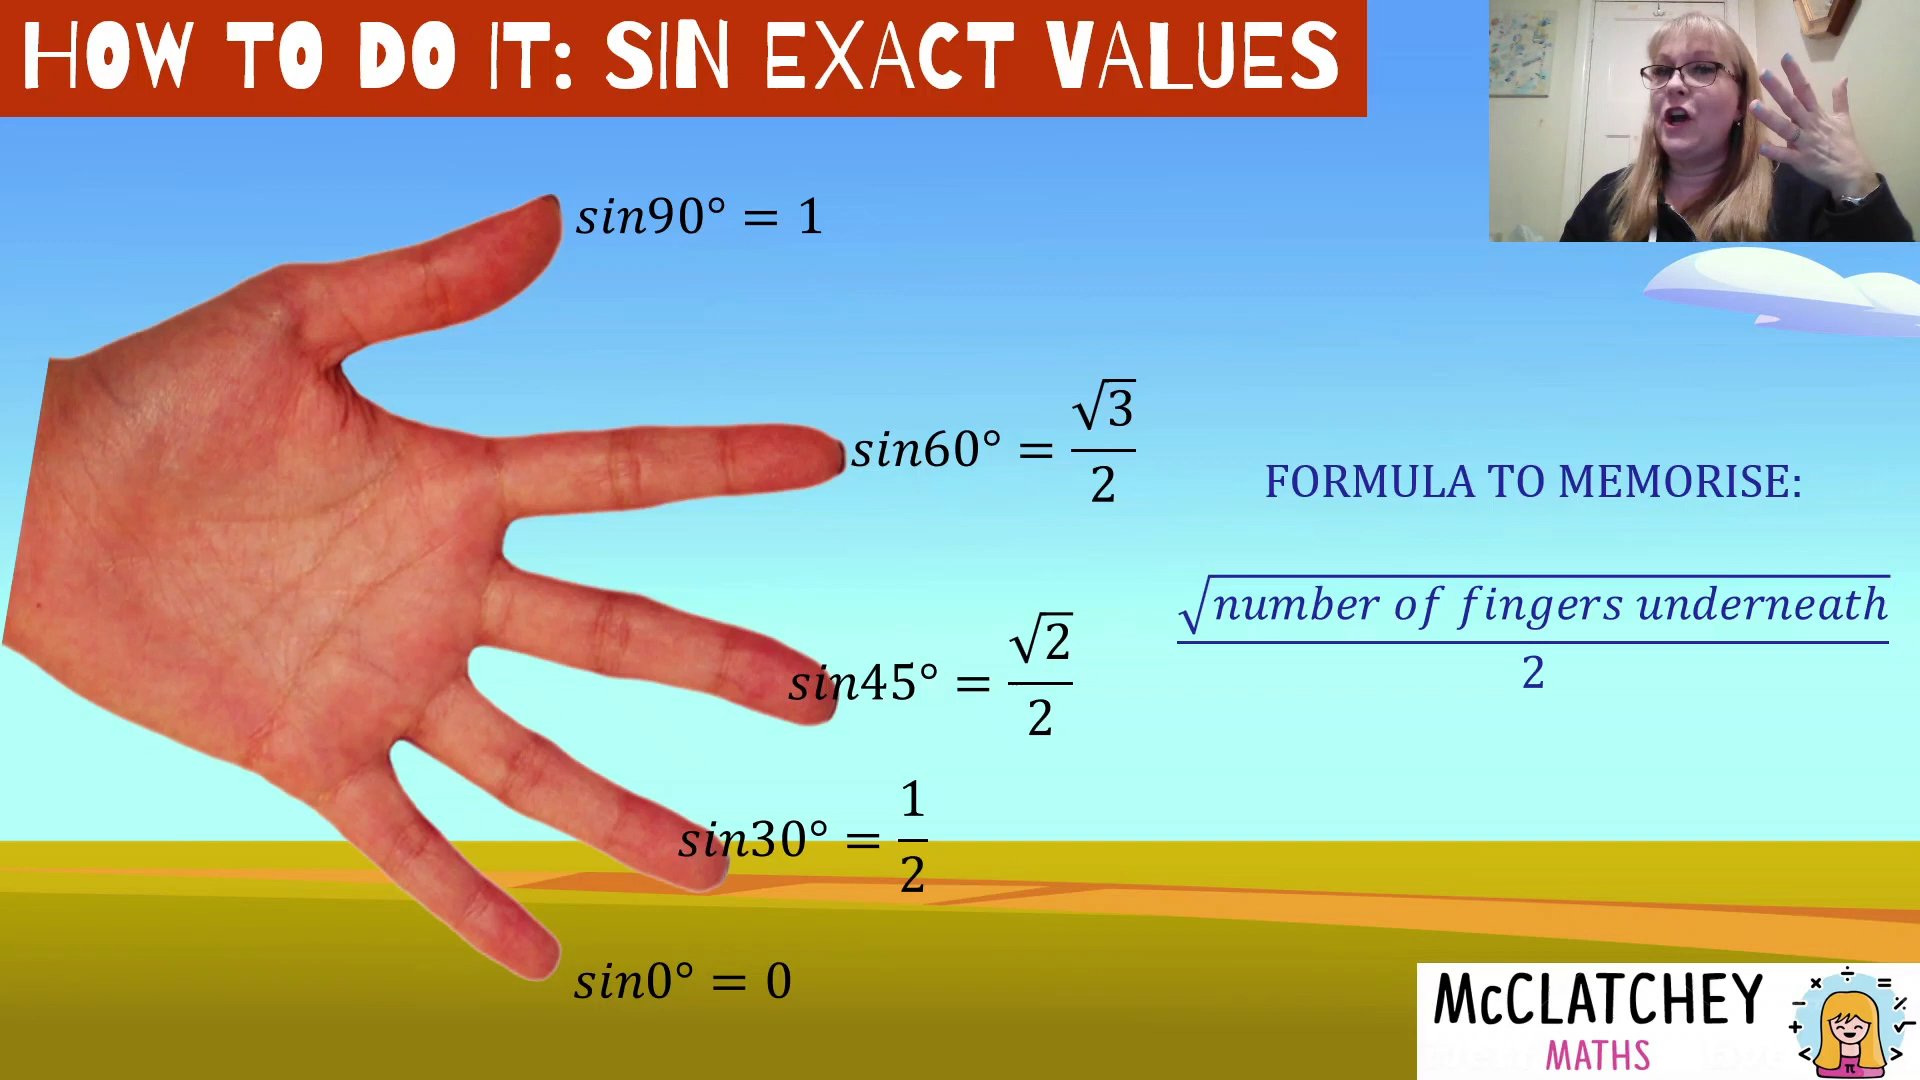 HOW TO DO IT: SIN EXACT VALUES
sin90° = 1
sin60° = √3/2
FORMULA TO MEMORISE:
√number of fingers underneath/2
sin45° = √2/2
sin30° = 1/2
sin0° = 0
McCLATCHEY
MATHS
× ÷ = − % + √ < > π